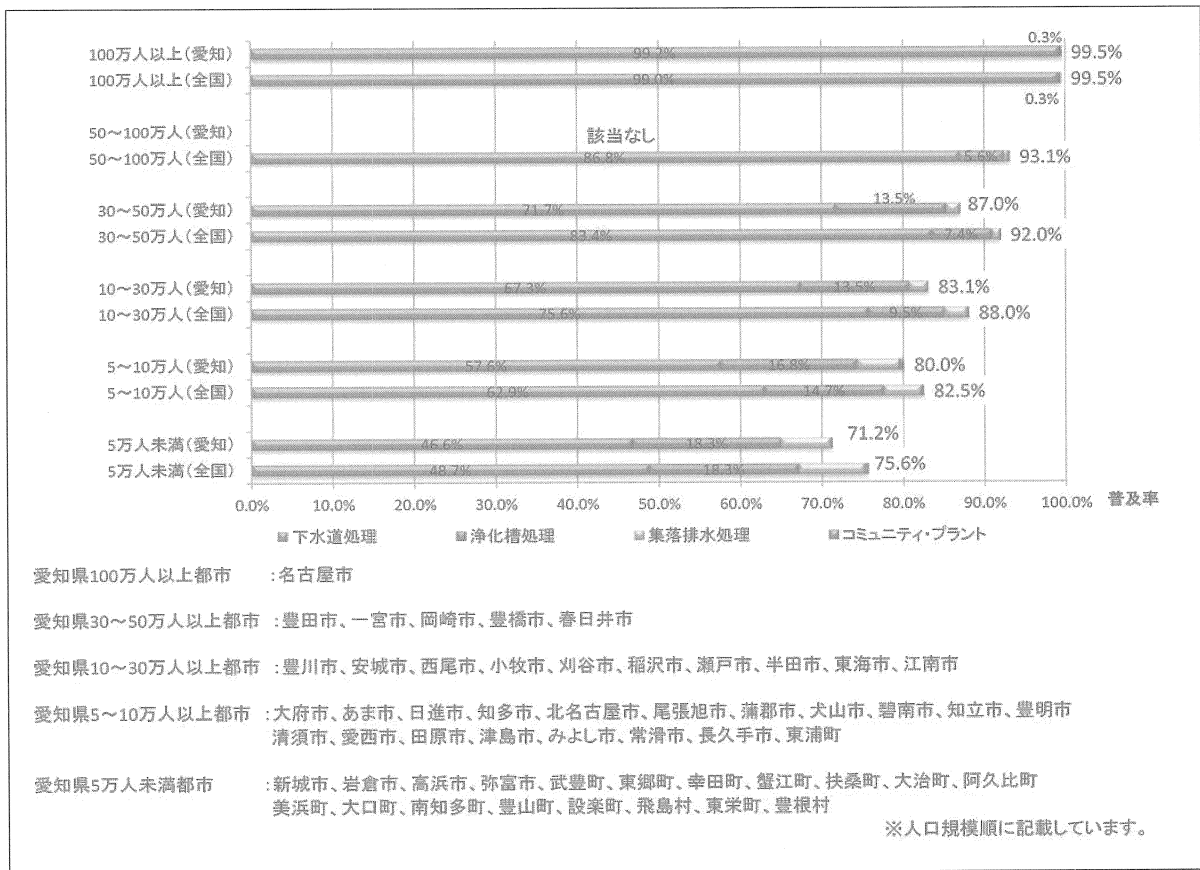 0.3%
100万人以上(愛知) 99.2% 99.5%
100万人以上(全国) 99.0% 99.5%
0.3%
50～100万人(愛知) 該当なし
50～100万人(全国) 86.8% 5.6% 93.1%
30～50万人(愛知) 71.7% 13.5% 87.0%
30～50万人(全国) 83.4% 7.4% 92.0%
10～30万人(愛知) 67.3% 13.5% 83.1%
10～30万人(全国) 75.6% 9.5% 88.0%
5～10万人(愛知) 57.6% 16.8% 80.0%
5～10万人(全国) 62.9% 14.7% 82.5%
5万人未満(愛知) 46.6% 18.3% 71.2%
5万人未満(全国) 48.7% 18.3% 75.6%
0.0% 10.0% 20.0% 30.0% 40.0% 50.0% 60.0% 70.0% 80.0% 90.0% 100.0% 普及率
下水道処理 浄化槽処理 集落排水処理 コミュニティ・プラント
愛知県100万人以上都市 :名古屋市
愛知県30～50万人以上都市 :豊田市、一宮市、岡崎市、豊橋市、春日井市
愛知県10～30万人以上都市 :豊川市、安城市、西尾市、小牧市、刈谷市、稲沢市、瀬戸市、半田市、東海市、江南市
愛知県5～10万人以上都市 :大府市、あま市、日進市、知多市、北名古屋市、尾張旭市、蒲郡市、犬山市、碧南市、知立市、豊明市
清須市、愛西市、田原市、津島市、みよし市、常滑市、長久手市、東浦町
愛知県5万人未満都市 :新城市、岩倉市、高浜市、弥富市、武豊町、東郷町、幸田町、蟹江町、扶桑町、大治町、阿久比町
美浜町、大口町、南知多町、豊山町、設楽町、飛島村、東栄町、豊根村
※人口規模順に記載しています。